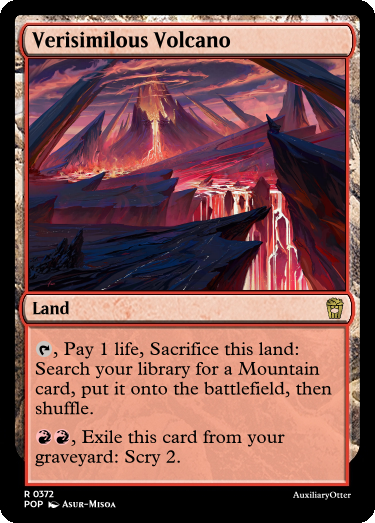 Verisimilous Volcano
Land
, Pay 1 life, Sacrifice this land:
Search your library for a Mountain
card, put it onto the battlefield, then
shuffle.
, Exile this card from your
graveyard: Scry 2.
R 0372
POP Asur-Misoa
AuxiliaryOtter